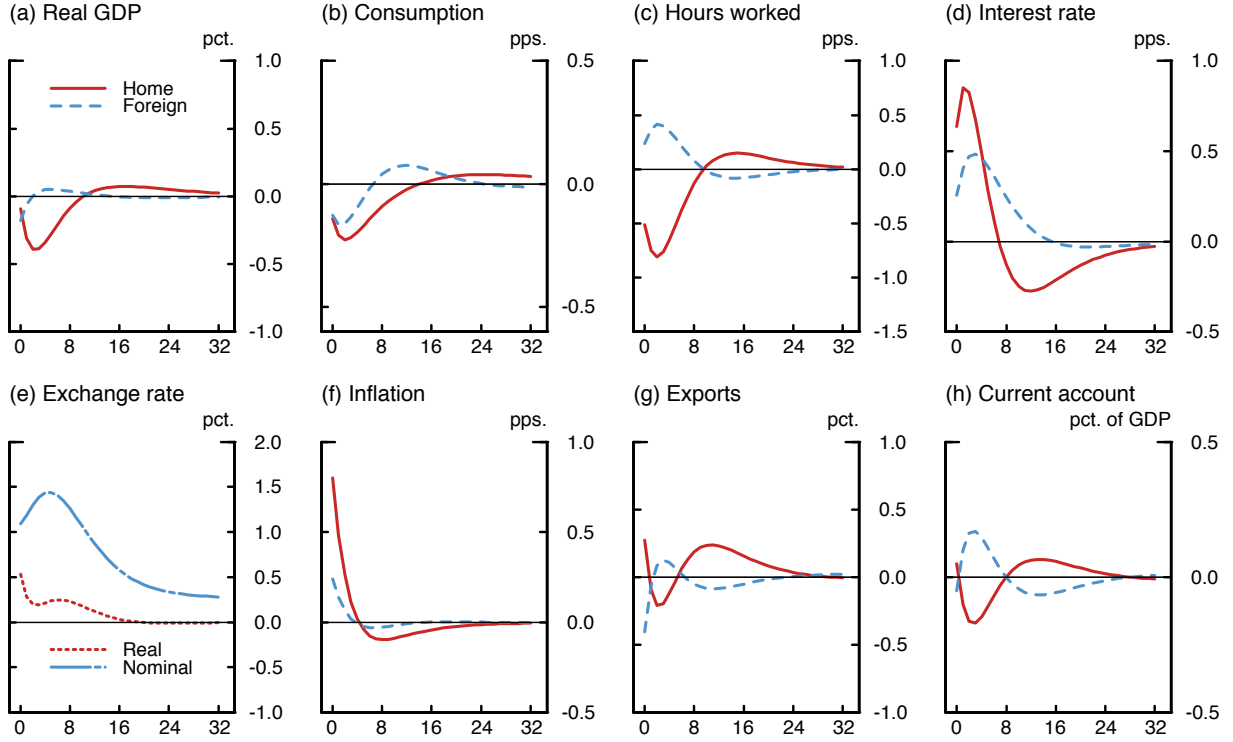 (a) Real GDP
(b) Consumption
(c) Hours worked
(d) Interest rate
pct.
pps.
pps.
pps.
1.0
0.5
0.0
-0.5
-1.0
Home
Foreign
0 8 16 24 32
0.5
0.0
-0.5
0 8 16 24 32
1.0
0.5
0.0
-0.5
-1.0
-1.5
0 8 16 24 32
1.0
0.5
0.0
-0.5
0 8 16 24 32
(e) Exchange rate
(f) Inflation
(g) Exports
(h) Current account
pct.
pps.
pct.
pct. of GDP
2.0
1.5
1.0
0.5
0.0
-0.5
-1.0
Real
Nominal
0 8 16 24 32
1.0
0.5
0.0
-0.5
0 8 16 24 32
1.0
0.5
0.0
-0.5
-1.0
0 8 16 24 32
0.5
0.0
-0.5
0 8 16 24 32